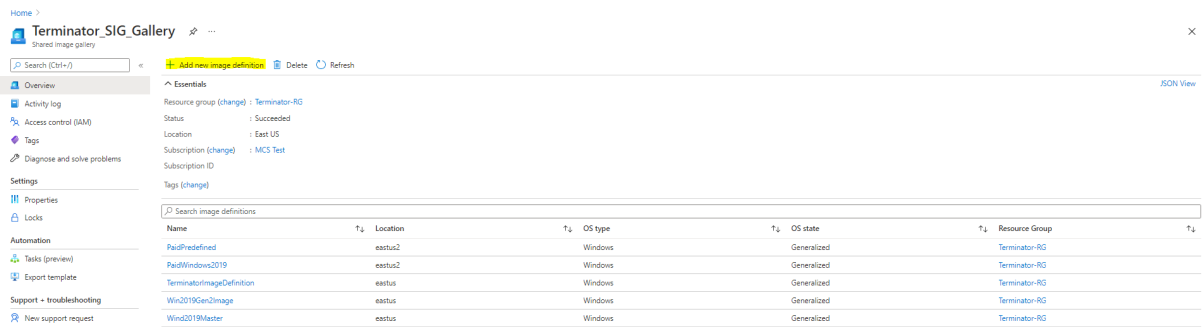 Home >
Terminator_SIG_Gallery ...
Shared image gallery
Search (Ctrl+/) «
Overview
Activity log
Access control (IAM)
Tags
Diagnose and solve problems
Settings
Properties
Locks
Automation
Tasks (preview)
Export template
Support + troubleshooting
New support request
+ Add new image definition Delete Refresh
Essentials JSON View
Resource group (change) : Terminator-RG
Status : Succeeded
Location : East US
Subscription (change) : MCS Test
Subscription ID
Tags (change)
Search image definitions
Name ↑↓ Location ↑↓ OS type ↑↓ OS state ↑↓ Resource Group ↑↓
PaidPredefined eastus2 Windows Generalized Terminator-RG
PaidWindows2019 eastus2 Windows Generalized Terminator-RG
TerminatorImageDefinition eastus Windows Generalized Terminator-RG
Win2019Gen2Image eastus Windows Generalized Terminator-RG
Wind2019Master eastus Windows Generalized Terminator-RG